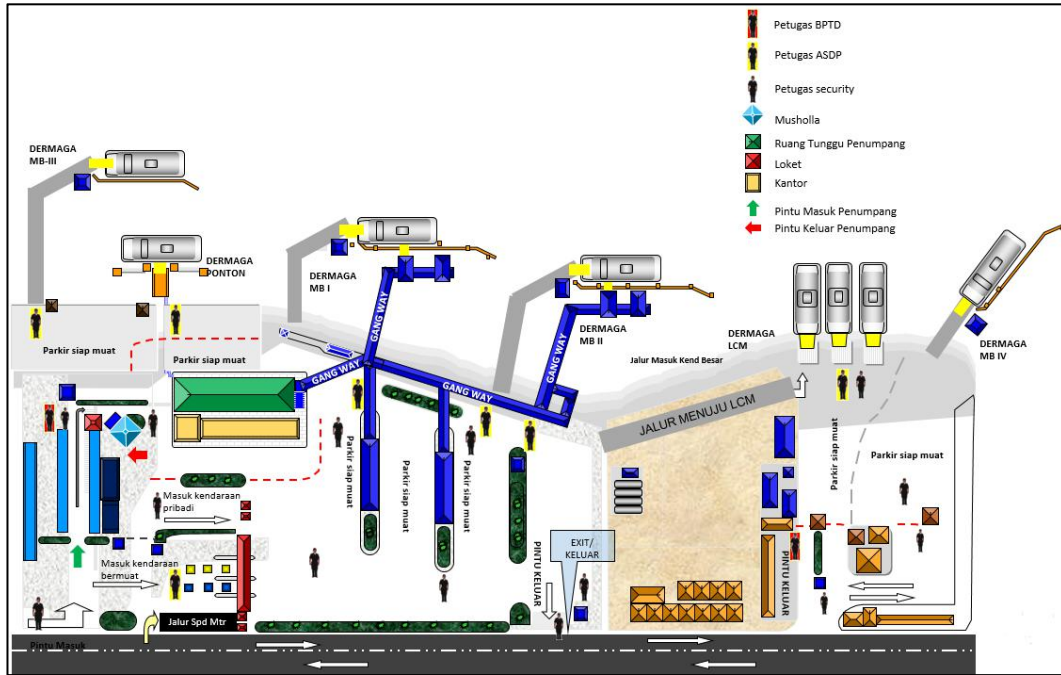 Petugas BPTD
Petugas ASDP
Petugas security
Musholla
Ruang Tunggu Penumpang
Loket
Kantor
Pintu Masuk Penumpang
Pintu Keluar Penumpang
DERMAGA
MB-III
DERMAGA
PONTON
DERMAGA
MB I
DERMAGA
MB II
DERMAGA
LCM
DERMAGA
MB IV
GANG WAY
GANG WAY
GANG WAY
GANG WAY
Jalur Masuk Kend Besar
JALUR MENUJU LCM
Parkir siap muat
Parkir siap muat
Parkir siap muat
Parkir siap muat
Parkir siap muat
Parkir siap muat
Parkir siap muat
Masuk kendaraan
pribadi
Masuk kendaraan
bermuat
PINTU KELUAR
EXIT/
KELUAR
PINTU KELUAR
Jalur Spd Mtr
Pintu Masuk